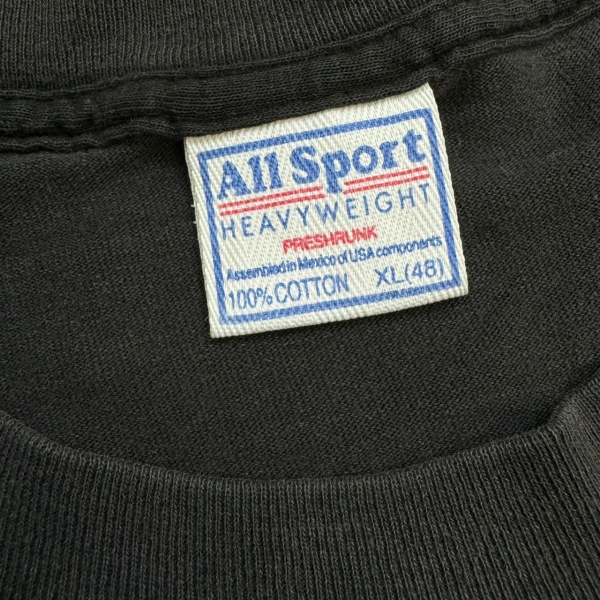 All Sport
HEAVYWEIGHT
PRESHRUNK
Assembled in Mexico of USA components
100% COTTON XL(48)